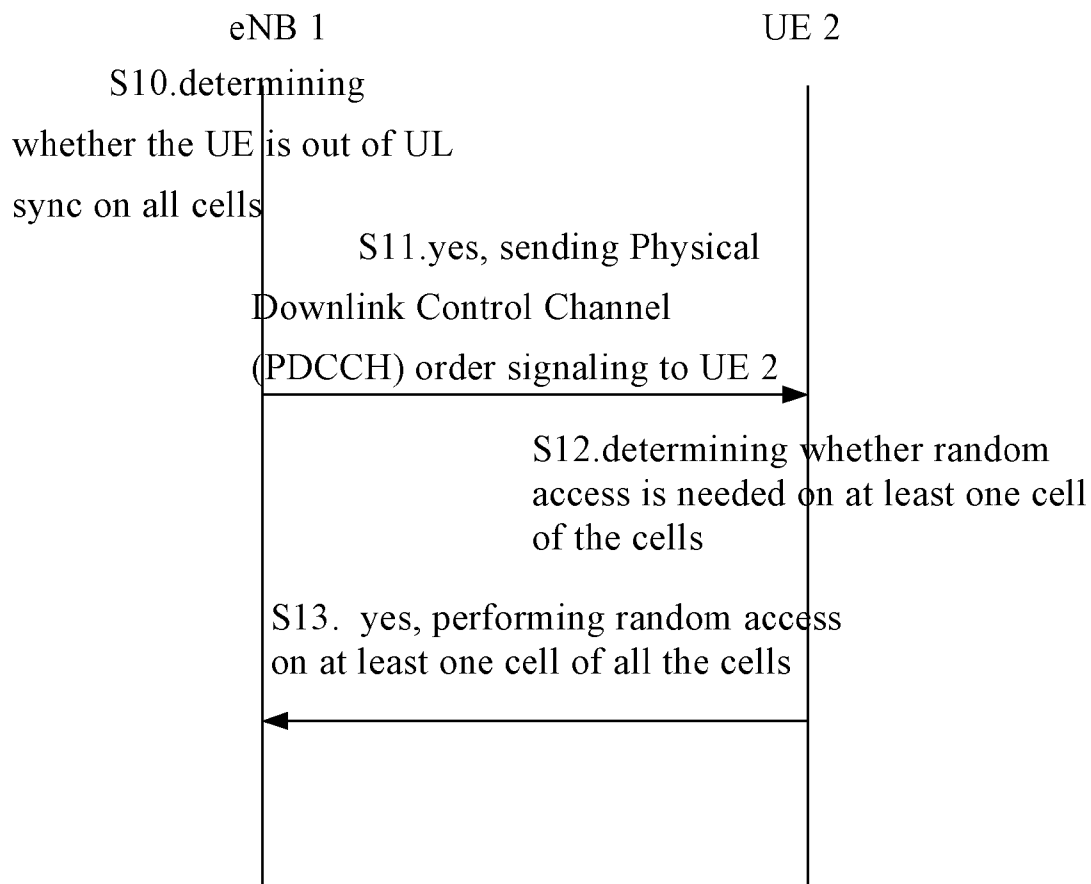 eNB 1
UE 2
S10.determining
whether the UE is out of UL
sync on all cells
S11.yes, sending Physical
Downlink Control Channel
(PDCCH) order signaling to UE 2
S12.determining whether random
access is needed on at least one cell
of the cells
S13. yes, performing random access
on at least one cell of all the cells